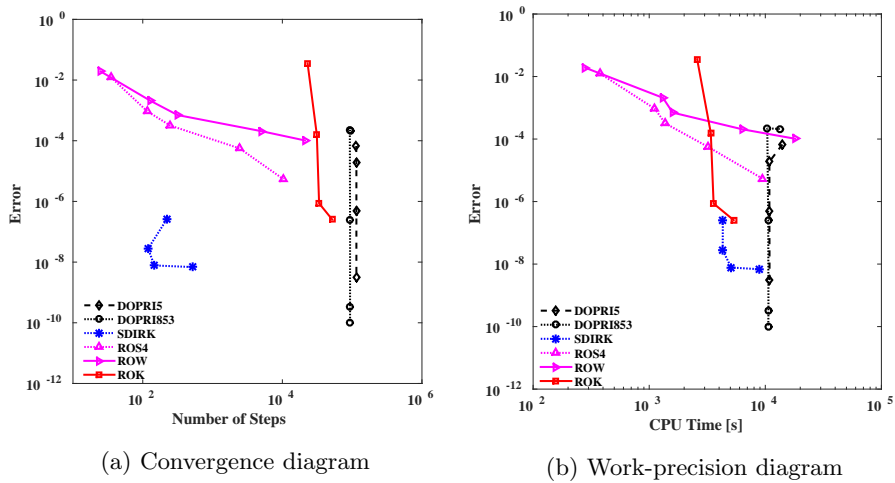 10^0
10^-2
10^-4
10^-6
10^-8
10^-10
10^-12
Error
DOPRI5
DOPRI853
SDIRK
ROS4
ROW
ROK
10^2
10^4
10^6
Number of Steps
(a) Convergence diagram
10^0
10^-2
10^-4
10^-6
10^-8
10^-10
10^-12
Error
DOPRI5
DOPRI853
SDIRK
ROS4
ROW
ROK
10^2
10^3
10^4
10^5
CPU Time [s]
(b) Work-precision diagram